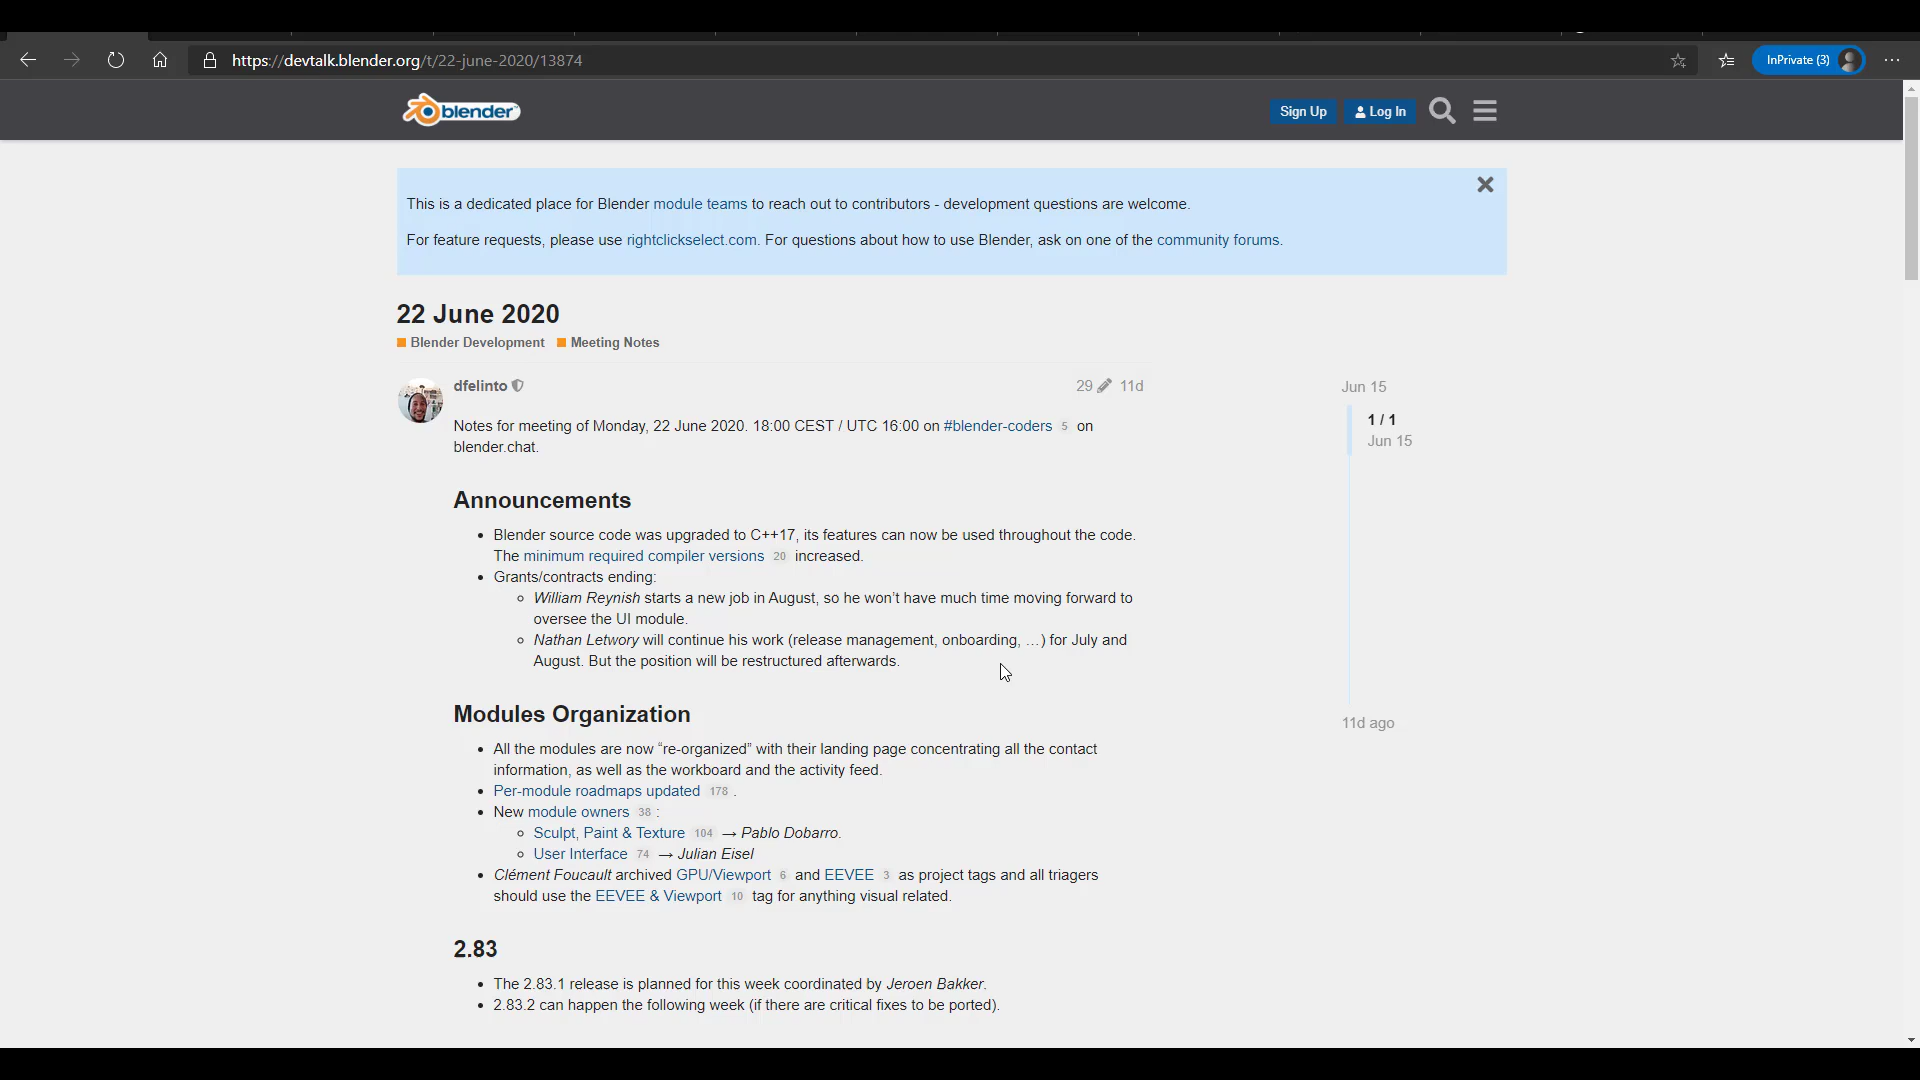 https://devtalk.blender.org/t/22-june-2020/13874
InPrivate (3)
blender
Sign Up
Log In
This is a dedicated place for Blender module teams to reach out to contributors - development questions are welcome.
For feature requests, please use rightclickselect.com. For questions about how to use Blender, ask on one of the community forums.
22 June 2020
Blender Development
Meeting Notes
dfelinto
29
11d
Notes for meeting of Monday, 22 June 2020. 18:00 CEST / UTC 16:00 on #blender-coders 5 on
blender.chat.
Announcements
• Blender source code was upgraded to C++17, its features can now be used throughout the code.
The minimum required compiler versions 20 increased.
• Grants/contracts ending:
◦ William Reynish starts a new job in August, so he won’t have much time moving forward to
oversee the UI module.
◦ Nathan Letwory will continue his work (release management, onboarding, …) for July and
August. But the position will be restructured afterwards.
Modules Organization
• All the modules are now “re-organized” with their landing page concentrating all the contact
information, as well as the workboard and the activity feed.
• Per-module roadmaps updated 178 .
• New module owners 38 :
◦ Sculpt, Paint & Texture 104 → Pablo Dobarro.
◦ User Interface 74 → Julian Eisel
• Clément Foucault archived GPU/Viewport 6 and EEVEE 3 as project tags and all triagers
should use the EEVEE & Viewport 10 tag for anything visual related.
2.83
• The 2.83.1 release is planned for this week coordinated by Jeroen Bakker.
• 2.83.2 can happen the following week (if there are critical fixes to be ported).
Jun 15
1 / 1
Jun 15
11d ago